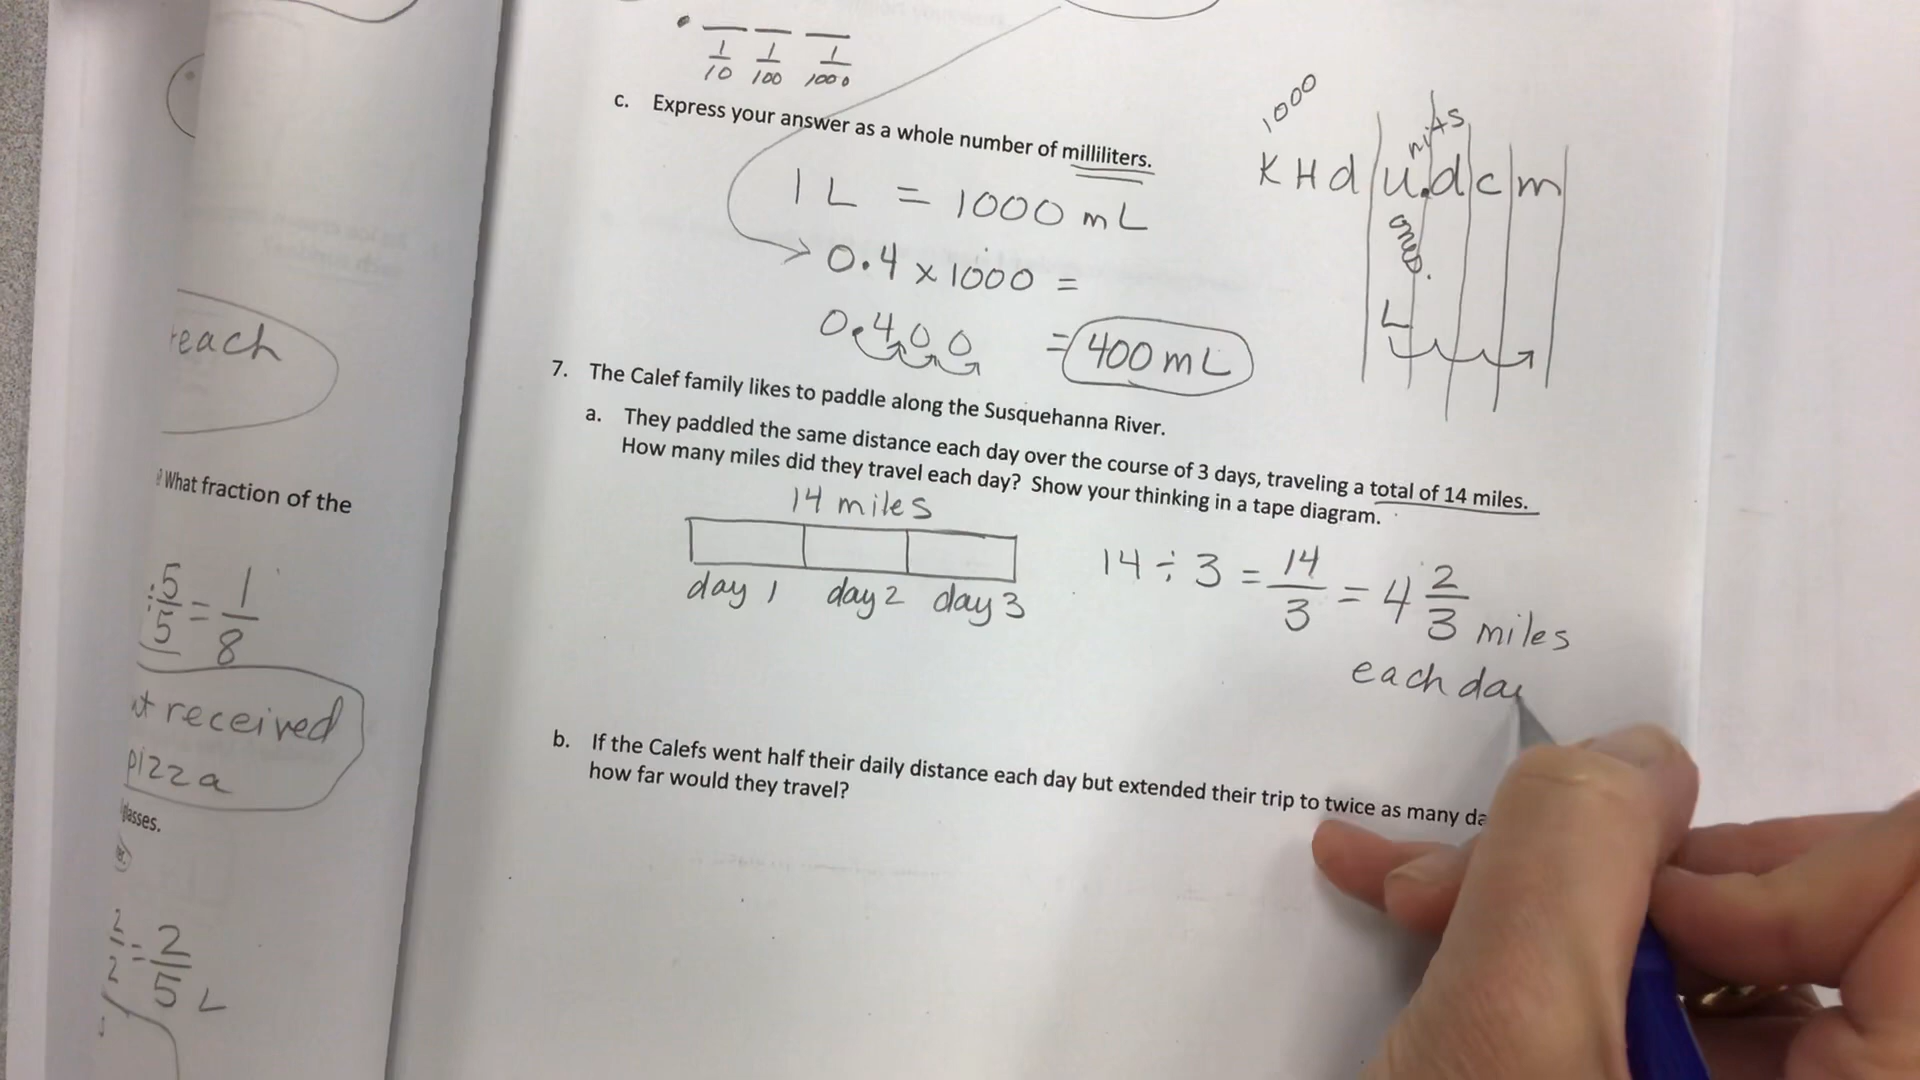 reach
What fraction of the
÷5/5 = 1/8
received
pizza
glasses.
2/2 = 2/5 L
1/10 1/100 1/1000
c. Express your answer as a whole number of milliliters.
1 L = 1000 mL
0.4 x 1000 =
0.400 = 400 mL
1000
units
K H d u.d c m
ones.
L
7. The Calef family likes to paddle along the Susquehanna River.
a. They paddled the same distance each day over the course of 3 days, traveling a total of 14 miles.
How many miles did they travel each day? Show your thinking in a tape diagram.
14 miles
day 1 day 2 day 3
14 ÷ 3 = 14/3 = 4 2/3 miles
each day
b. If the Calefs went half their daily distance each day but extended their trip to twice as many da
how far would they travel?